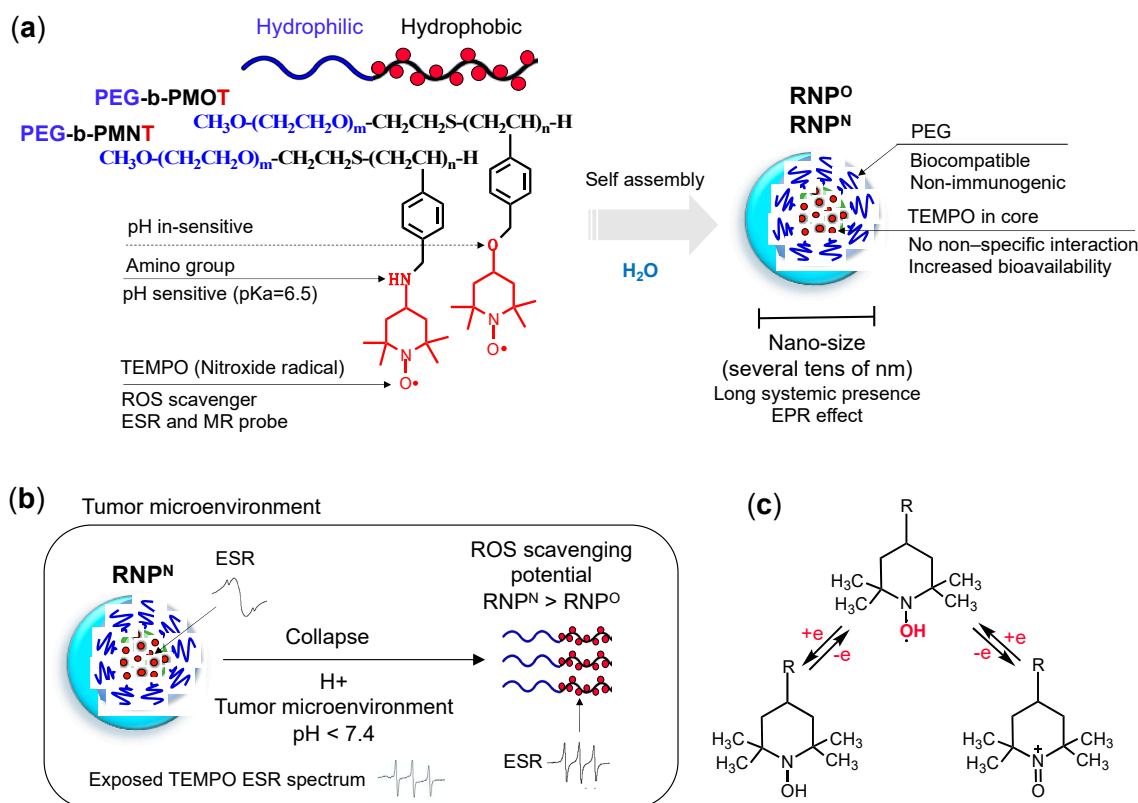 (a)
Hydrophilic
Hydrophobic
PEG-b-PMOT
CH₃O-(CH₂CH₂O)ₘ-CH₂CH₂S-(CH₂CH)ₙ-H
PEG-b-PMNT
CH₃O-(CH₂CH₂O)ₘ-CH₂CH₂S-(CH₂CH)ₙ-H
pH in-sensitive
O
Amino group
HN
pH sensitive (pKa=6.5)
N
O•
N
O•
TEMPO (Nitroxide radical)
ROS scavenger
ESR and MR probe
Self assembly
H₂O
RNPᴼ
RNPᴺ
PEG
Biocompatible
Non-immunogenic
TEMPO in core
No non–specific interaction
Increased bioavailability
Nano-size
(several tens of nm)
Long systemic presence
EPR effect
(b)
Tumor microenvironment
RNPᴺ
ESR
Collapse
H+
Tumor microenvironment
pH < 7.4
ROS scavenging
potential
RNPᴺ > RNPᴼ
ESR
Exposed TEMPO ESR spectrum
(c)
R
H₃C
CH₃
H₃C
N
CH₃
OH
•
+e
-e
+e
-e
R
H₃C
CH₃
H₃C
N
CH₃
OH
R
H₃C
CH₃
H₃C
N
+
CH₃
O